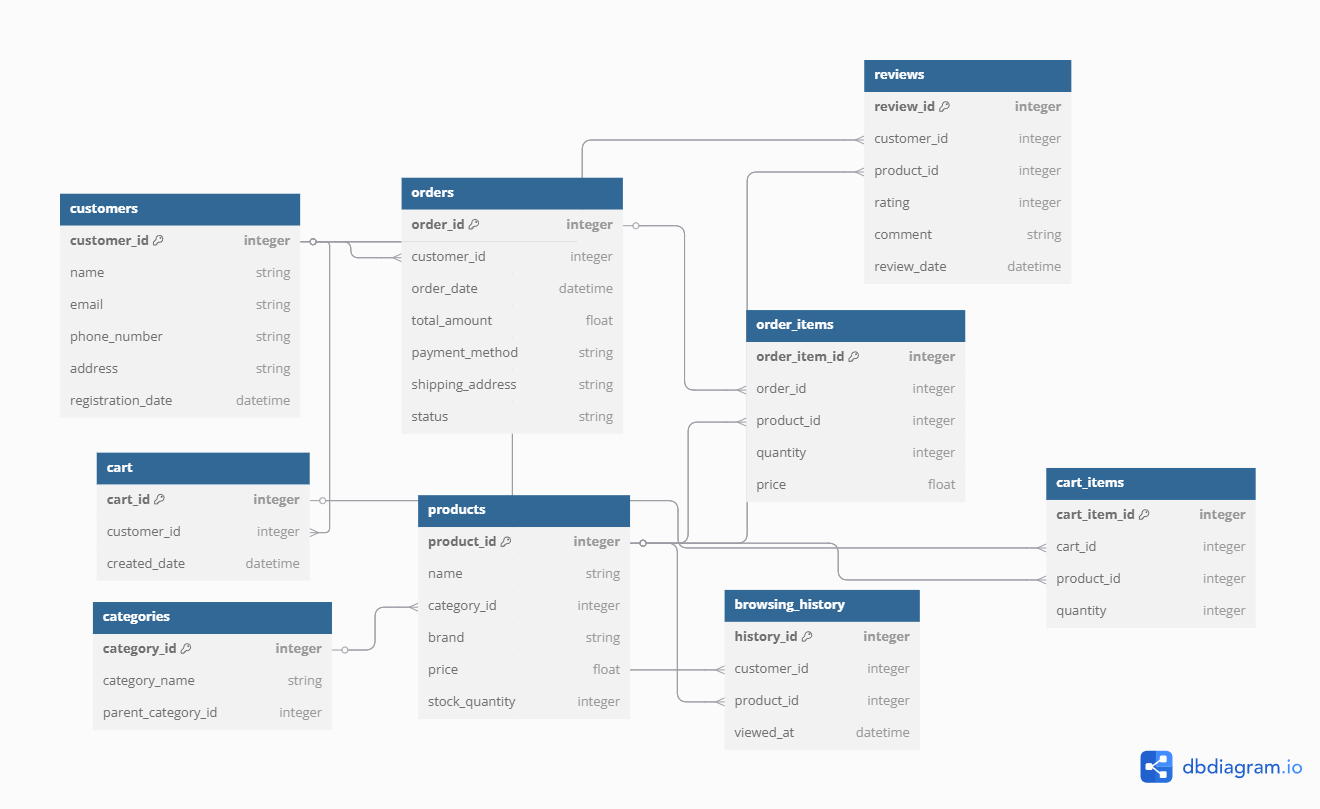 reviews
review_id integer
customer_id integer
product_id integer
rating integer
comment string
review_date datetime
orders
order_id integer
customer_id integer
order_date datetime
total_amount float
payment_method string
shipping_address string
status string
customers
customer_id integer
name string
email string
phone_number string
address string
registration_date datetime
order_items
order_item_id integer
order_id integer
product_id integer
quantity integer
price float
cart
cart_id integer
customer_id integer
created_date datetime
cart_items
cart_item_id integer
cart_id integer
product_id integer
quantity integer
products
product_id integer
name string
category_id integer
brand string
price float
stock_quantity integer
browsing_history
history_id integer
customer_id integer
product_id integer
viewed_at datetime
categories
category_id integer
category_name string
parent_category_id integer
dbdiagram.io